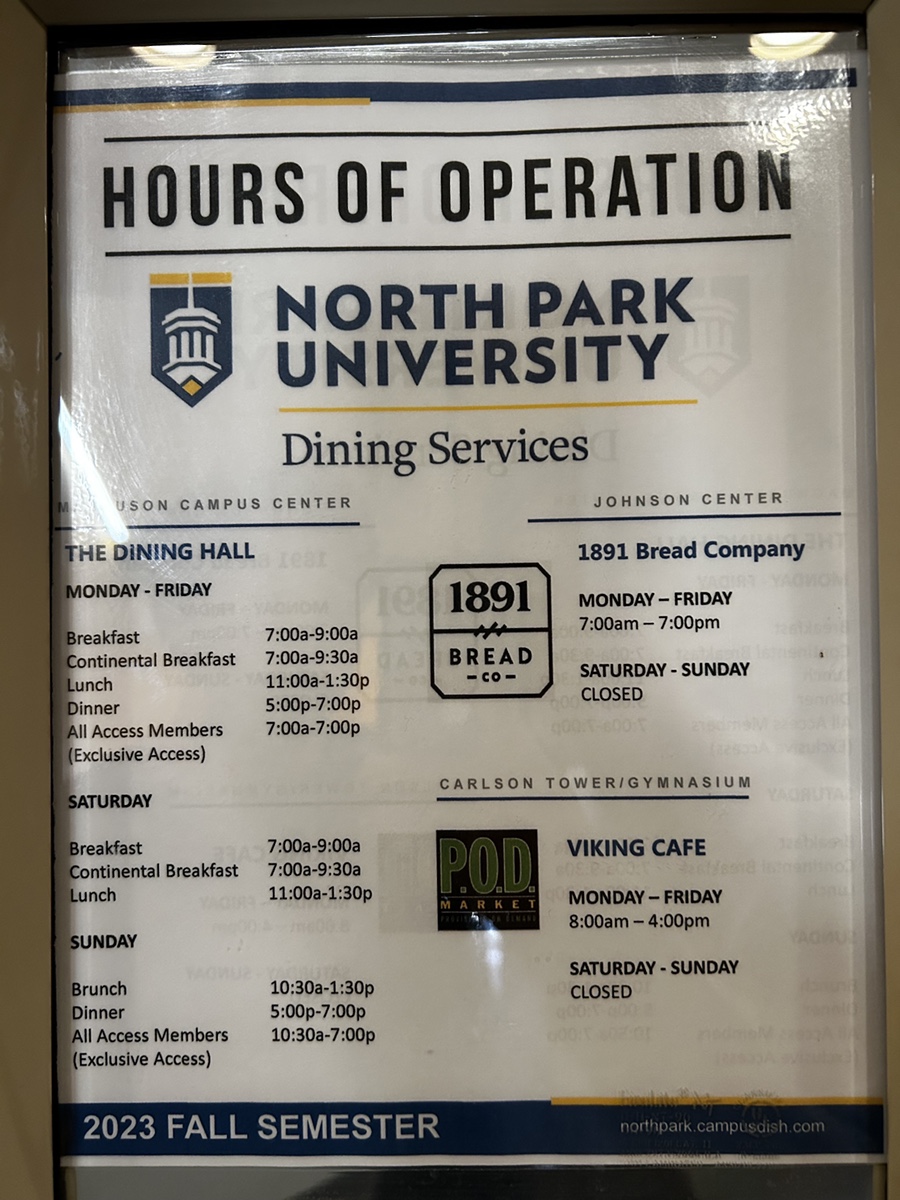 HOURS OF OPERATION
NORTH PARK
UNIVERSITY
Dining Services
USON CAMPUS CENTER
THE DINING HALL
MONDAY - FRIDAY
Breakfast 7:00a-9:00a
Continental Breakfast 7:00a-9:30a
Lunch 11:00a-1:30p
Dinner 5:00p-7:00p
All Access Members 7:00a-7:00p
(Exclusive Access)
SATURDAY
Breakfast 7:00a-9:00a
Continental Breakfast 7:00a-9:30a
Lunch 11:00a-1:30p
SUNDAY
Brunch 10:30a-1:30p
Dinner 5:00p-7:00p
All Access Members 10:30a-7:00p
(Exclusive Access)
JOHNSON CENTER
1891
BREAD
-CO-
1891 Bread Company
MONDAY – FRIDAY
7:00am – 7:00pm
SATURDAY - SUNDAY
CLOSED
CARLSON TOWER/GYMNASIUM
P.O.D.
MARKET
VIKING CAFE
MONDAY – FRIDAY
8:00am – 4:00pm
SATURDAY - SUNDAY
CLOSED
2023 FALL SEMESTER
northpark.campusdish.com